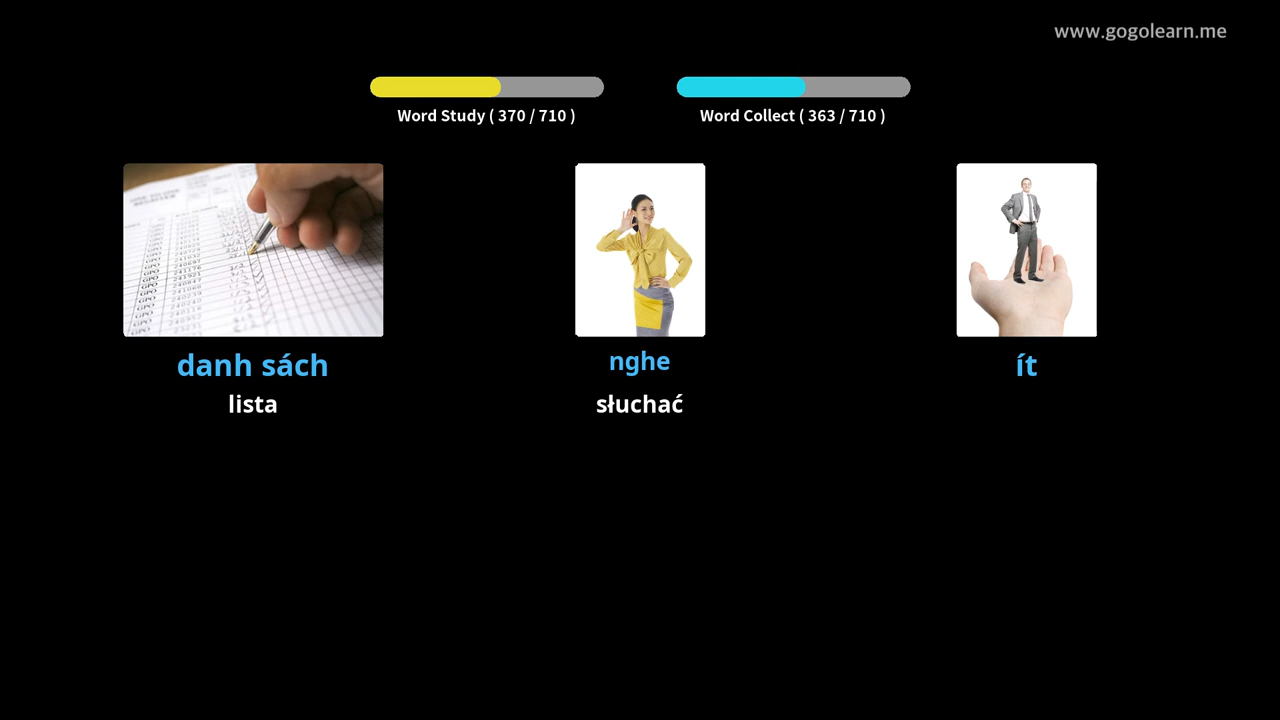 www.gogolearn.me
Word Study ( 370 / 710 )
Word Collect ( 363 / 710 )
danh sách
nghe
ít
lista
słuchać